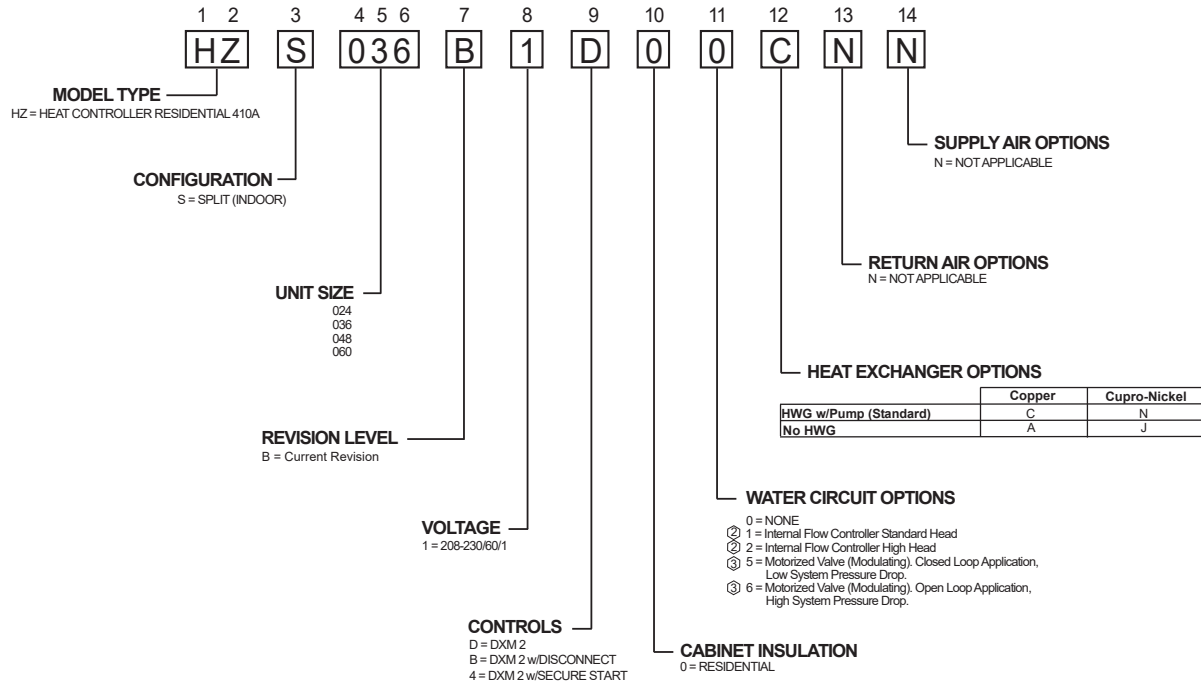 1 2 3 4 5 6 7 8 9 10 11 12 13 14
HZ S 036 B 1 D 0 0 C N N
MODEL TYPE
HZ = HEAT CONTROLLER RESIDENTIAL 410A
SUPPLY AIR OPTIONS
N = NOT APPLICABLE
CONFIGURATION
S = SPLIT (INDOOR)
RETURN AIR OPTIONS
N = NOT APPLICABLE
UNIT SIZE
024
036
048
060
HEAT EXCHANGER OPTIONS
Copper Cupro-Nickel
HWG w/Pump (Standard) C N
No HWG A J
REVISION LEVEL
B = Current Revision
WATER CIRCUIT OPTIONS
0 = NONE
2 1 = Internal Flow Controller Standard Head
2 2 = Internal Flow Controller High Head
3 5 = Motorized Valve (Modulating). Closed Loop Application,
Low System Pressure Drop.
3 6 = Motorized Valve (Modulating). Open Loop Application,
High System Pressure Drop.
VOLTAGE
1 = 208-230/60/1
CONTROLS
D = DXM 2
B = DXM 2 w/DISCONNECT
4 = DXM 2 w/SECURE START
CABINET INSULATION
0 = RESIDENTIAL